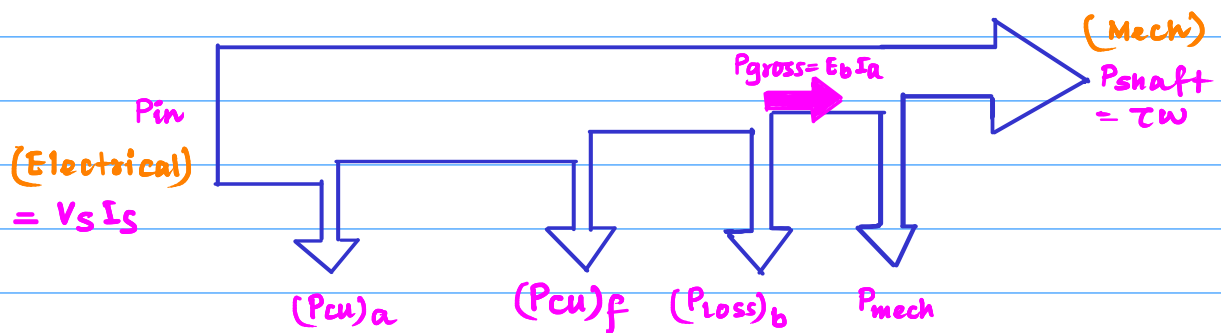 (Mech)
Pgross = EbIa
Pshaft
= τω
Pin
(Electrical)
= VsIs
(Pcu)a
(Pcu)f
(Ploss)b
Pmech